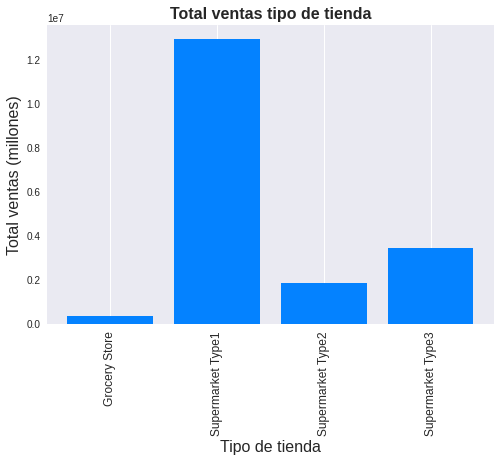 Total ventas tipo de tienda
1e7
1.2
1.0
0.8
0.6
0.4
0.2
0.0
Total ventas (millones)
Grocery Store
Supermarket Type1
Supermarket Type2
Supermarket Type3
Tipo de tienda